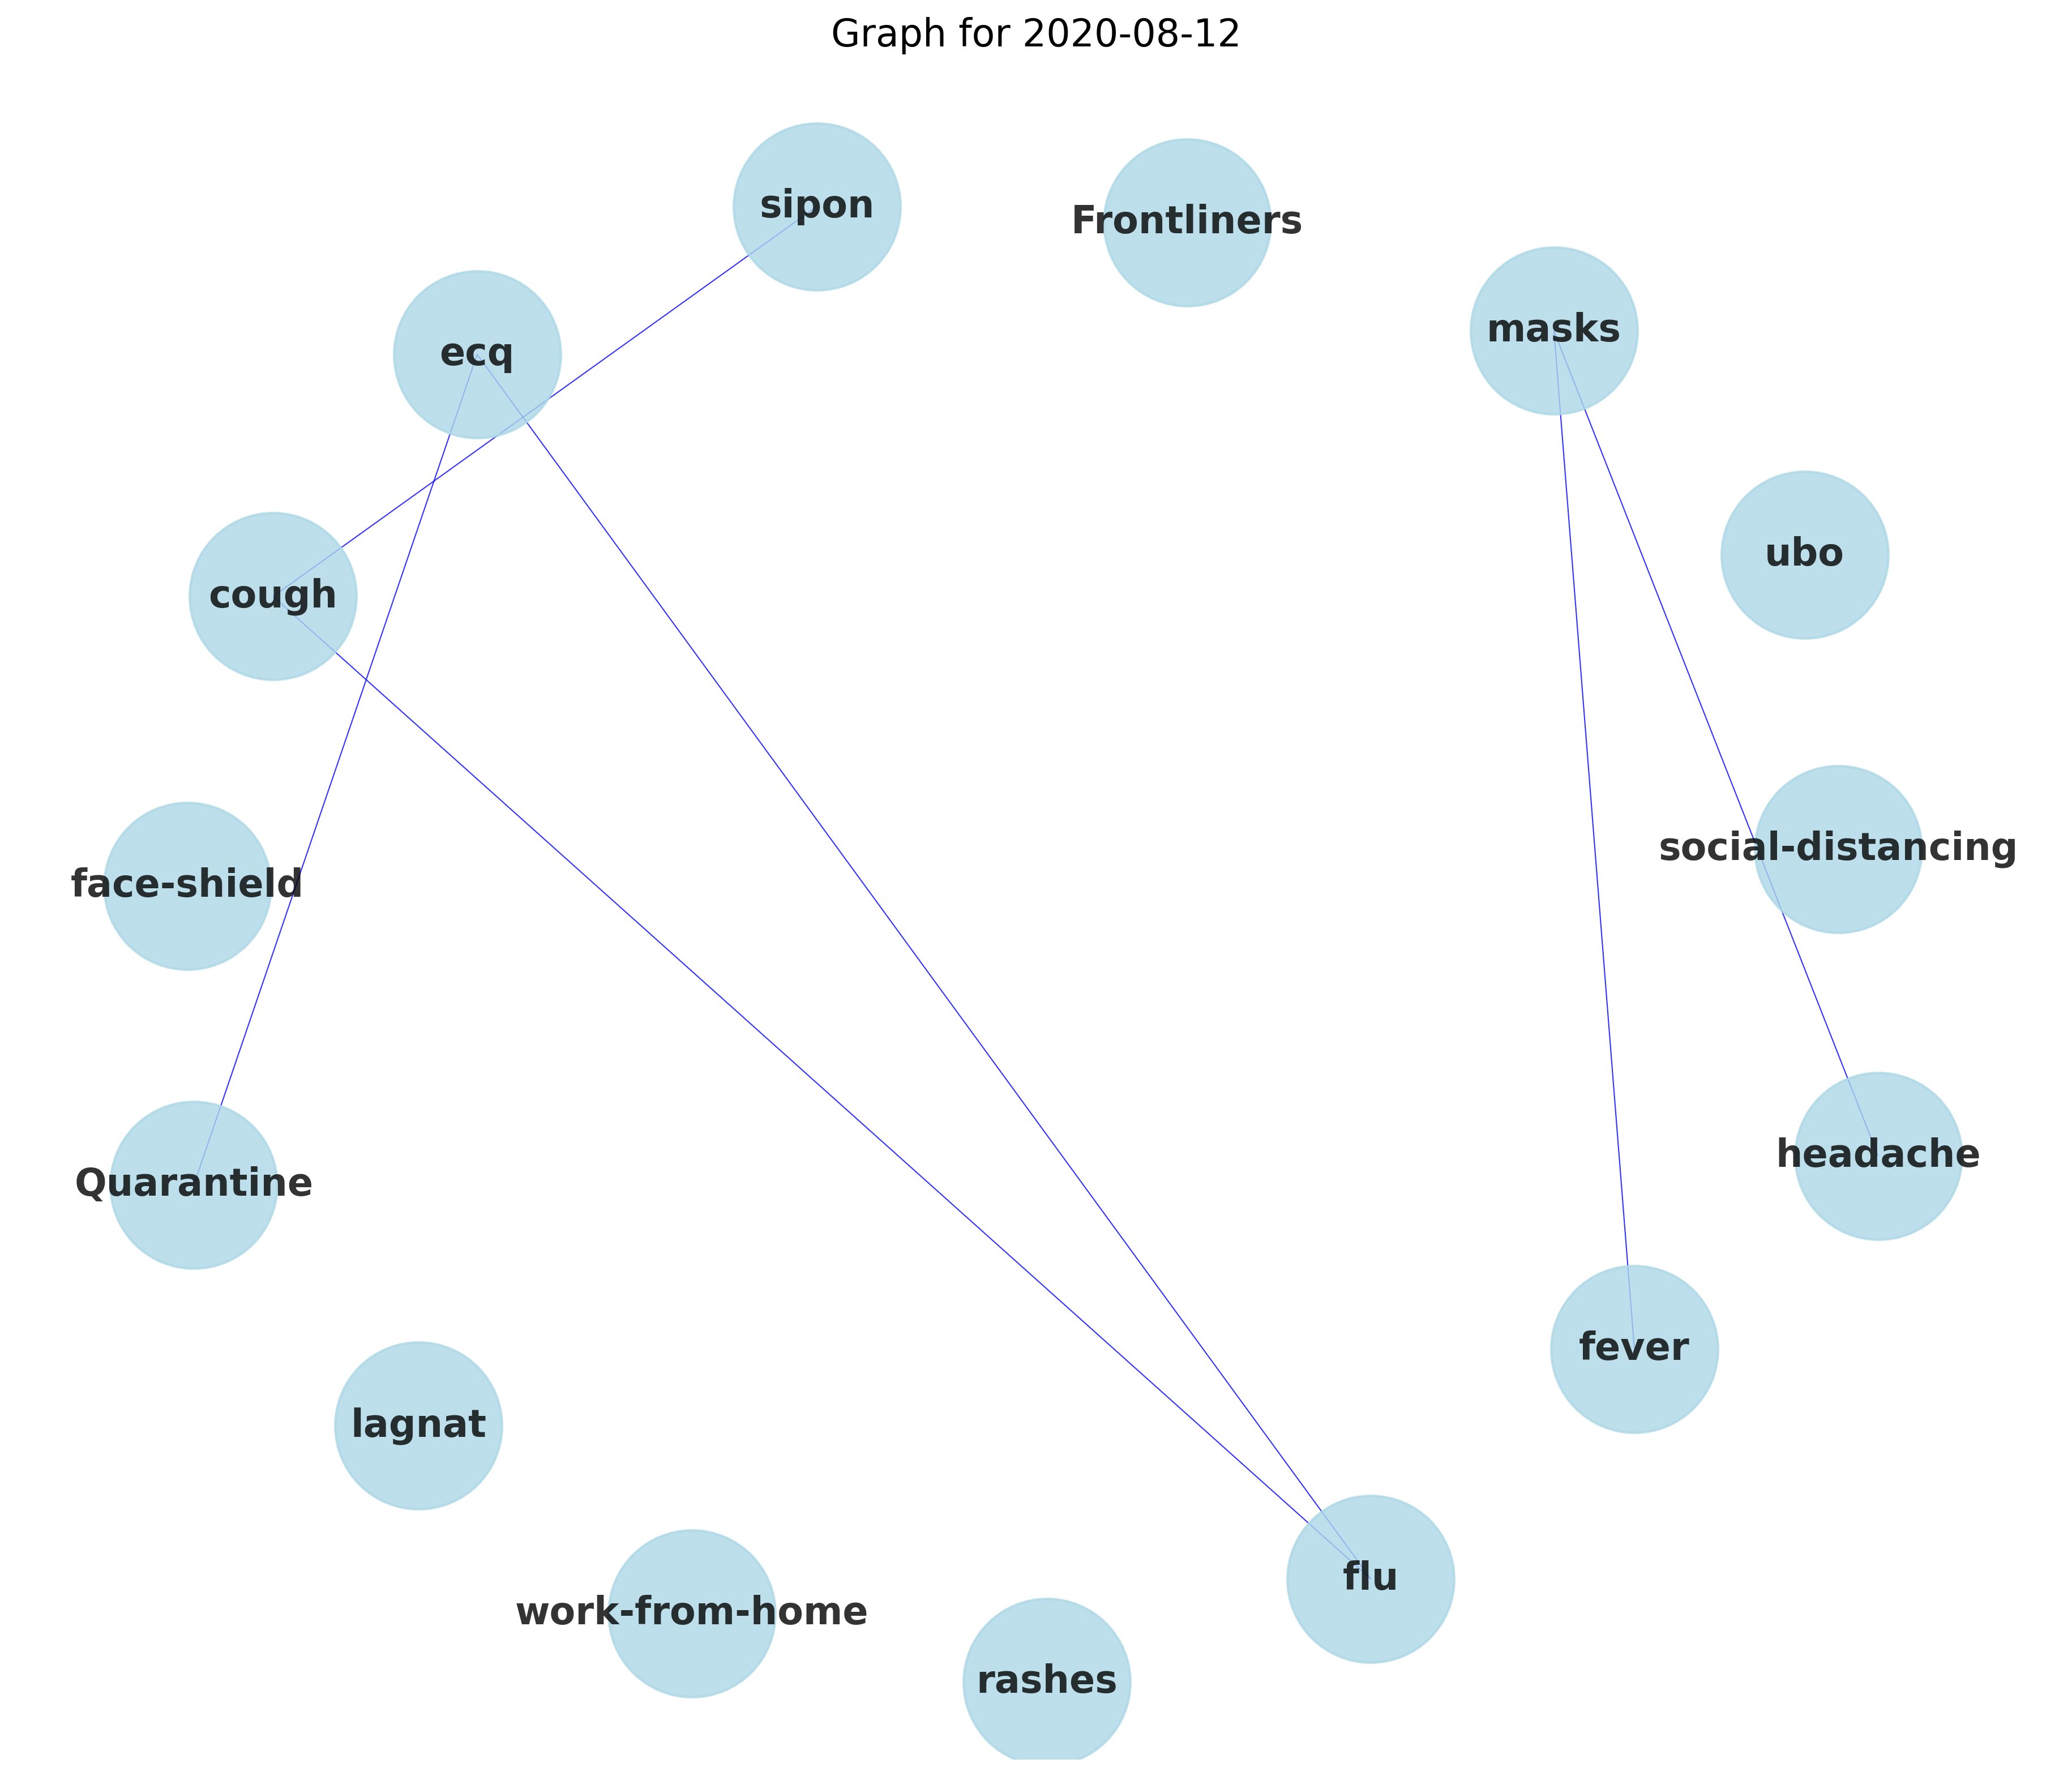 Graph for 2020-08-12
sipon
Frontliners
masks
ecq
ubo
cough
social-distancing
face-shield
headache
Quarantine
fever
lagnat
flu
work-from-home
rashes